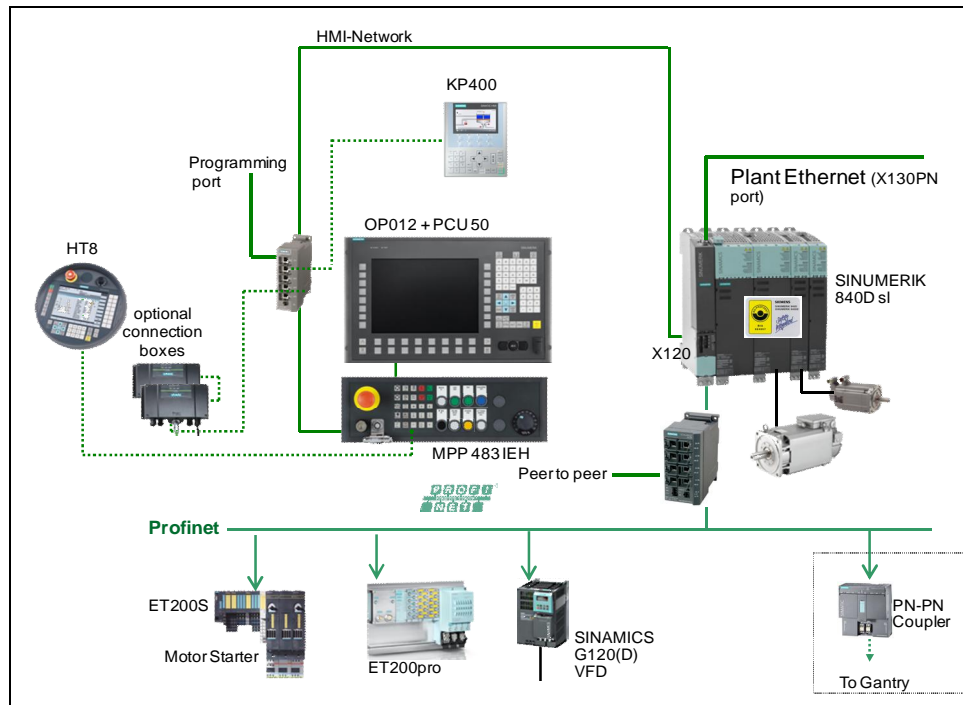 HMI-Network
KP400
Programming
port
Plant Ethernet (X130PN
port)
OP012 + PCU 50
HT8
SINUMERIK
840D sl
optional
connection
boxes
X120
MPP 483 IEH
Peer to peer
PROFI
NET
Profinet
ET200S
PN-PN
Coupler
Motor Starter
ET200pro
SINAMICS
G120(D)
VFD
To Gantry